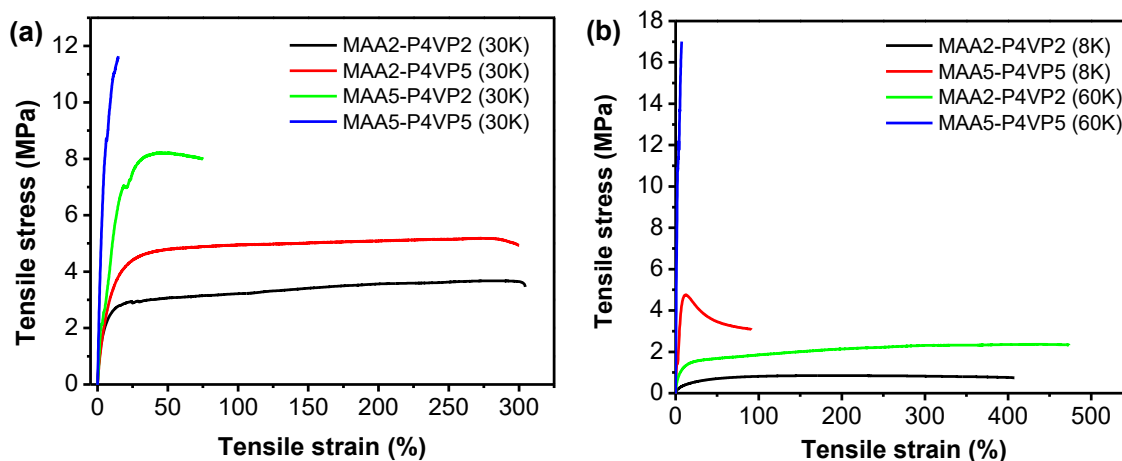 (a)
MAA2-P4VP2 (30K)
MAA2-P4VP5 (30K)
MAA5-P4VP2 (30K)
MAA5-P4VP5 (30K)
Tensile stress (MPa)
12
10
8
6
4
2
0
0 50 100 150 200 250 300
Tensile strain (%)
(b)
MAA2-P4VP2 (8K)
MAA5-P4VP5 (8K)
MAA2-P4VP2 (60K)
MAA5-P4VP5 (60K)
Tensile stress (MPa)
18
16
14
12
10
8
6
4
2
0
0 100 200 300 400 500
Tensile strain (%)